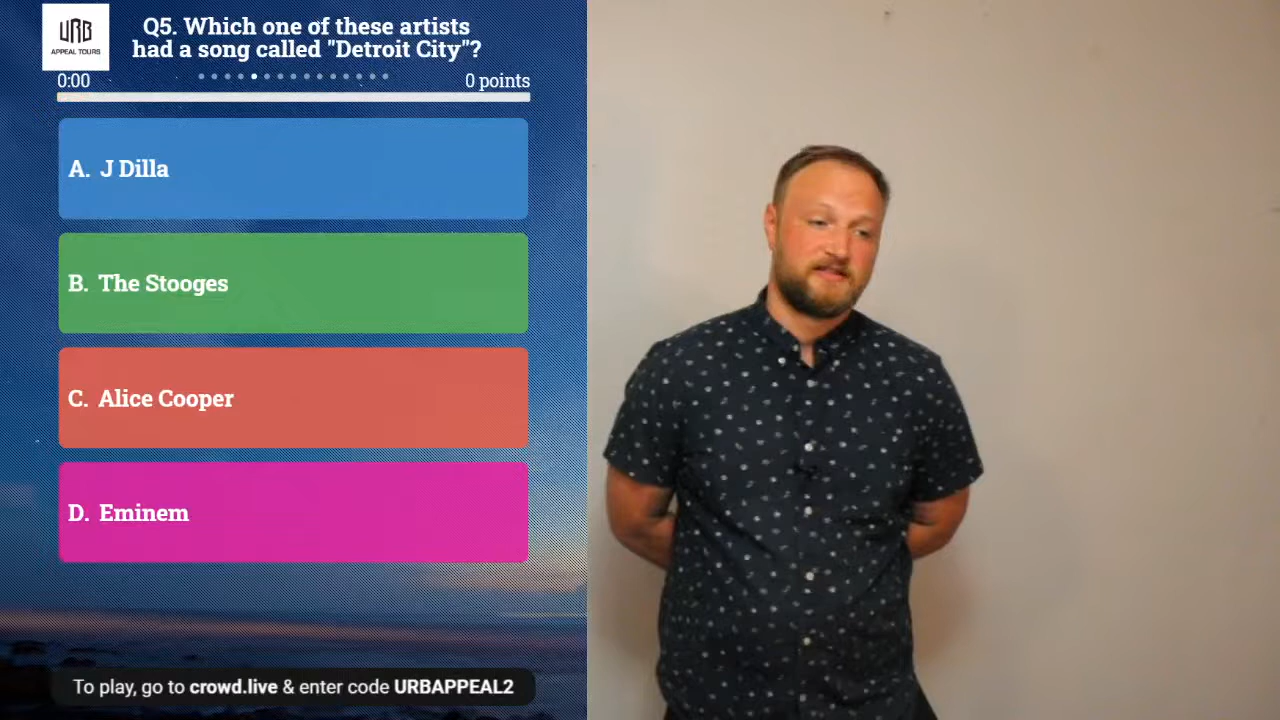 URB
APPEAL TOURS
Q5. Which one of these artists
had a song called "Detroit City"?
0:00
0 points
A. J Dilla
B. The Stooges
C. Alice Cooper
D. Eminem
To play, go to crowd.live & enter code URBAPPEAL2